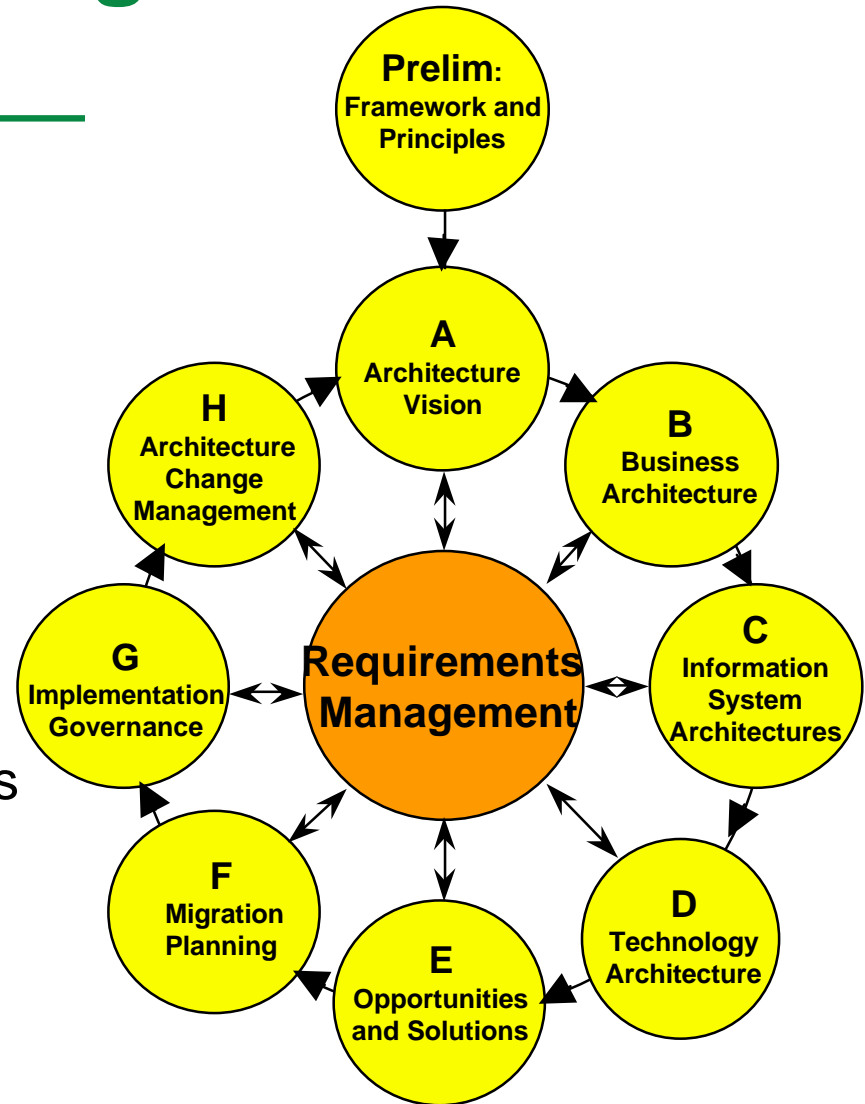 g
Prelim:
Framework and
Principles
A
Architecture
Vision
H
Architecture
Change
Management
B
Business
Architecture
G
Implementation
Governance
Requirements
Management
C
Information
System
Architectures
s
F
Migration
Planning
E
Opportunities
and Solutions
D
Technology
Architecture